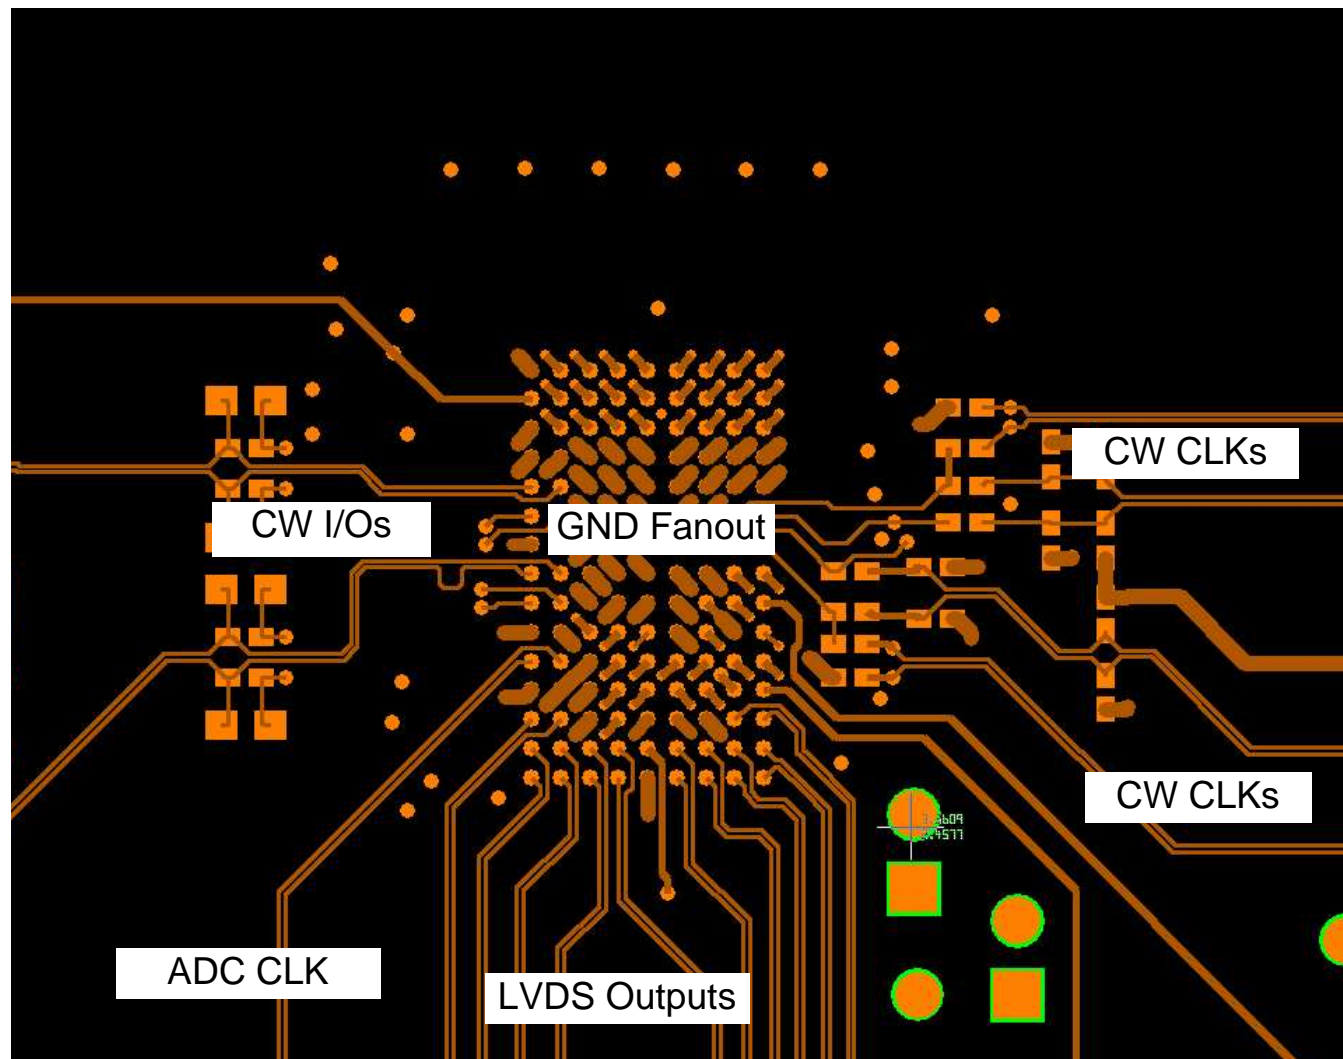 CW CLKs
CW I/Os
GND Fanout
CW CLKs
ADC CLK
LVDS Outputs